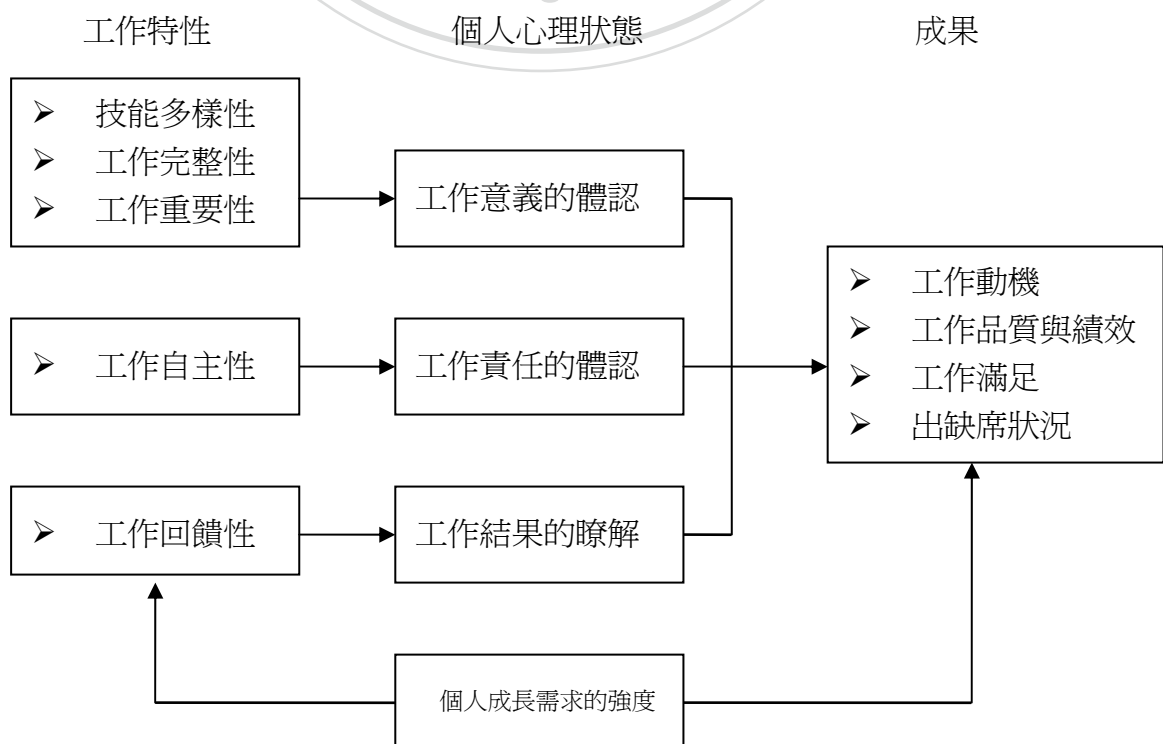 工作特性 個人心理狀態 成果
➢ 技能多樣性
➢ 工作完整性
➢ 工作重要性
工作意義的體認
➢ 工作自主性
工作責任的體認
➢ 工作回饋性
工作結果的瞭解
➢ 工作動機
➢ 工作品質與績效
➢ 工作滿足
➢ 出缺席狀況
個人成長需求的強度